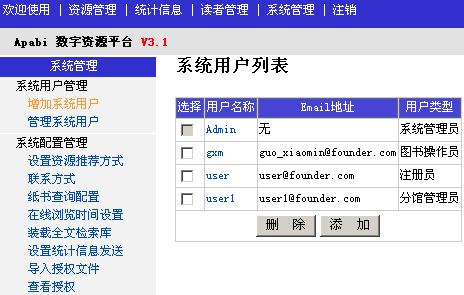 欢迎使用 | 资源管理 | 统计信息 | 读者管理 | 系统管理 | 注销
Apabi 数字资源平台 V3.1
系统管理
系统用户管理
增加系统用户
管理系统用户
系统配置管理
设置资源推荐方式
联系方式
纸书查询配置
在线浏览时间设置
装载全文检索库
设置统计信息发送
导入授权文件
查看授权
系统用户列表
选择 用户名称 Email地址 用户类型
Admin 无 系统管理员
gxm guo_xiaomin@founder.com 图书操作员
user user@founder.com 注册员
user1 user1@founder.com 分馆管理员
删 除 添 加